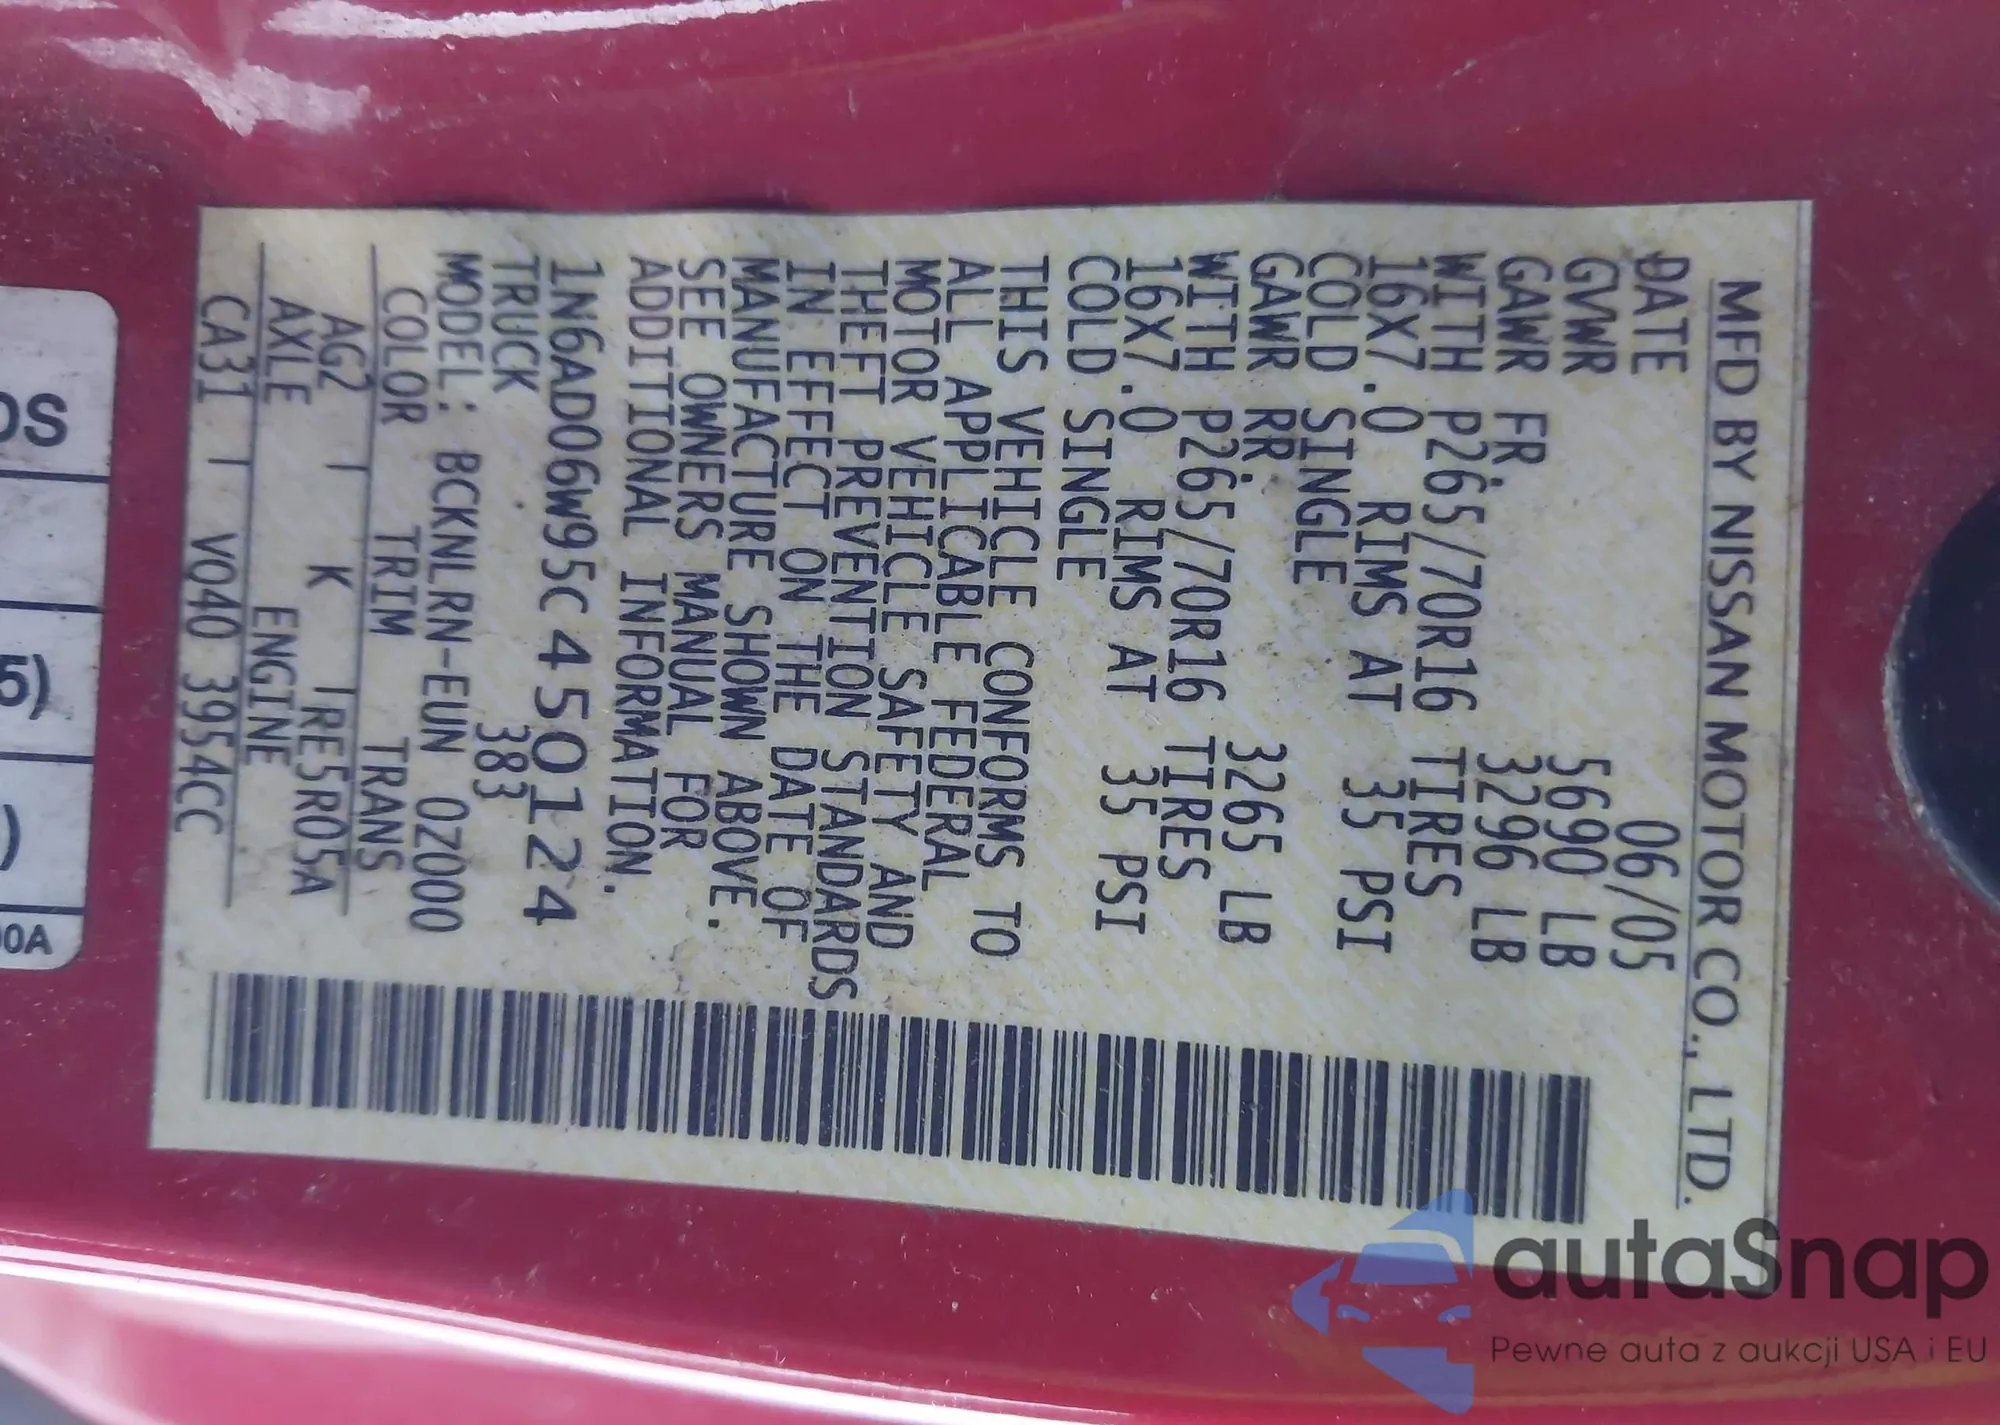 MFD BY NISSAN MOTOR CO., LTD.
DATE 06/05
GVWR 5690 LB
GAWR FR. 3296 LB
WITH P265/70R16 TIRES
16X7.0 RIMS AT 35 PSI
COLD SINGLE
GAWR RR. 3265 LB
WITH P265/70R16 TIRES
16X7.0 RIMS AT 35 PSI
COLD SINGLE
THIS VEHICLE CONFORMS TO
ALL APPLICABLE FEDERAL
MOTOR VEHICLE SAFETY AND
THEFT PREVENTION STANDARDS
IN EFFECT ON THE DATE OF
MANUFACTURE SHOWN ABOVE.
SEE OWNERS MANUAL FOR
ADDITIONAL INFORMATION.
1N6AD06W95C450124
TRUCK 383
MODEL: BCKNLRN-EUN 0Z000
COLOR TRIM TRANS
AG2 K RE5R05A
AXLE ENGINE
CA31 VQ40 3954CC
OS
5)
)
00A
autaSnap
Pewne auta z aukcji USA i EU